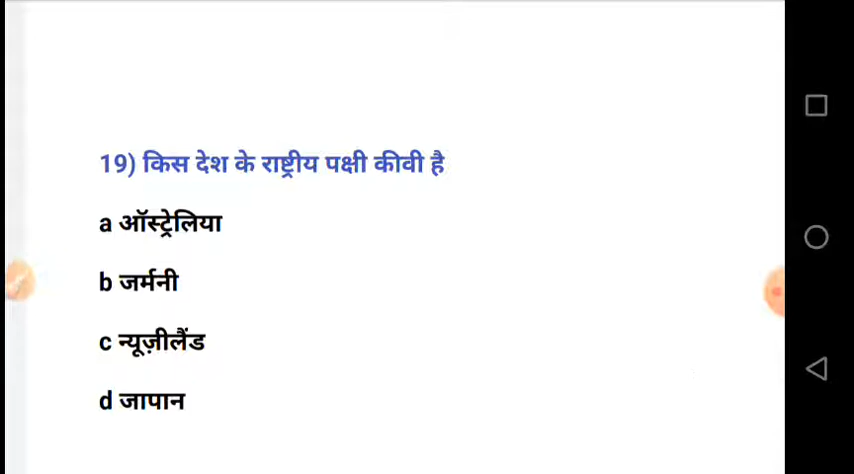 19) किस देश के राष्ट्रीय पक्षी कीवी है
a ऑस्ट्रेलिया
b जर्मनी
c न्यूज़ीलैंड
d जापान